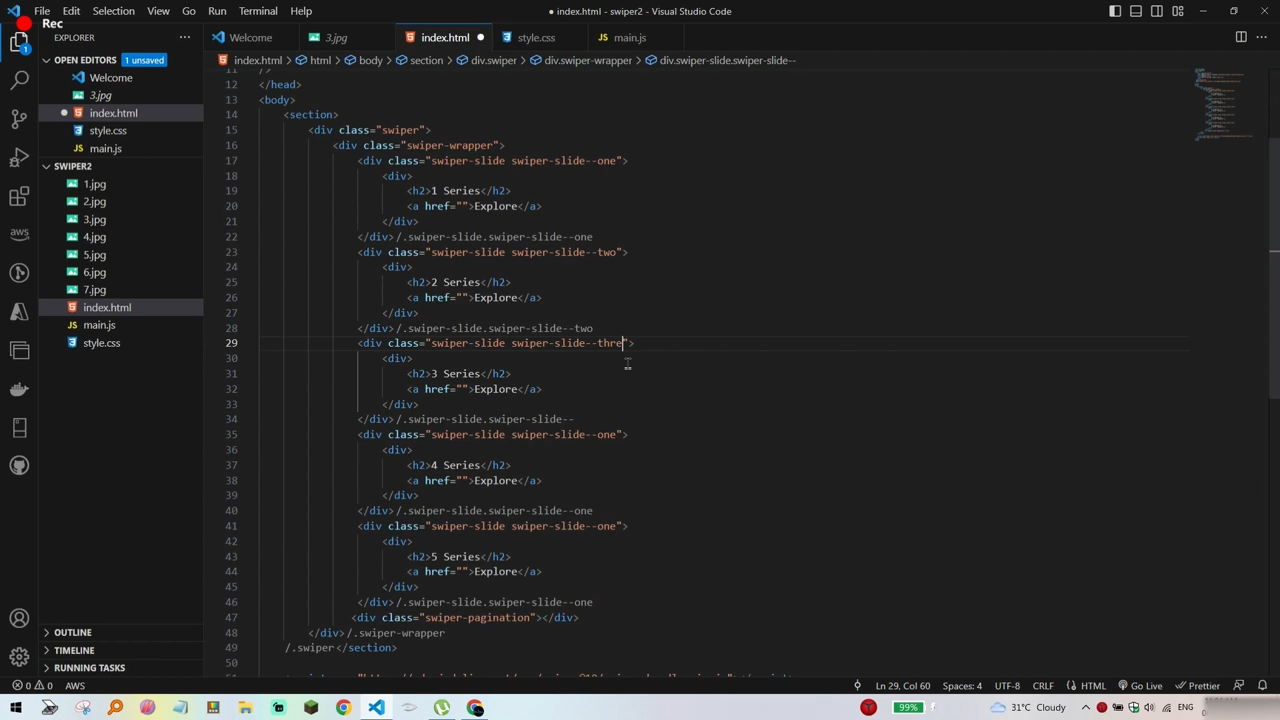 File Edit Selection View Go Run Terminal Help
● index.html - swiper2 - Visual Studio Code
Rec
EXPLORER
Welcome
3.jpg
index.html
style.css
main.js
OPEN EDITORS 1 unsaved
index.html > html > body > section > div.swiper > div.swiper-wrapper > div.swiper-slide.swiper-slide--
Welcome
3.jpg
index.html
style.css
main.js
SWIPER2
1.jpg
2.jpg
3.jpg
4.jpg
5.jpg
6.jpg
7.jpg
index.html
main.js
style.css
OUTLINE
TIMELINE
RUNNING TASKS
aws
1
11 />
12 </head>
13 <body>
14 <section>
15 <div class="swiper">
16 <div class="swiper-wrapper">
17 <div class="swiper-slide swiper-slide--one">
18 <div>
19 <h2>1 Series</h2>
20 <a href="">Explore</a>
21 </div>
22 </div>/.swiper-slide.swiper-slide--one
23 <div class="swiper-slide swiper-slide--two">
24 <div>
25 <h2>2 Series</h2>
26 <a href="">Explore</a>
27 </div>
28 </div>/.swiper-slide.swiper-slide--two
29 <div class="swiper-slide swiper-slide--thre">
30 <div>
31 <h2>3 Series</h2>
32 <a href="">Explore</a>
33 </div>
34 </div>/.swiper-slide.swiper-slide--
35 <div class="swiper-slide swiper-slide--one">
36 <div>
37 <h2>4 Series</h2>
38 <a href="">Explore</a>
39 </div>
40 </div>/.swiper-slide.swiper-slide--one
41 <div class="swiper-slide swiper-slide--one">
42 <div>
43 <h2>5 Series</h2>
44 <a href="">Explore</a>
45 </div>
46 </div>/.swiper-slide.swiper-slide--one
47 <div class="swiper-pagination"></div>
48 </div>/.swiper-wrapper
49 /.swiper</section>
50
0 0 AWS
Ln 29, Col 60 Spaces: 4 UTF-8 CRLF HTML Go Live Prettier
99% 31°C Cloudy ENG